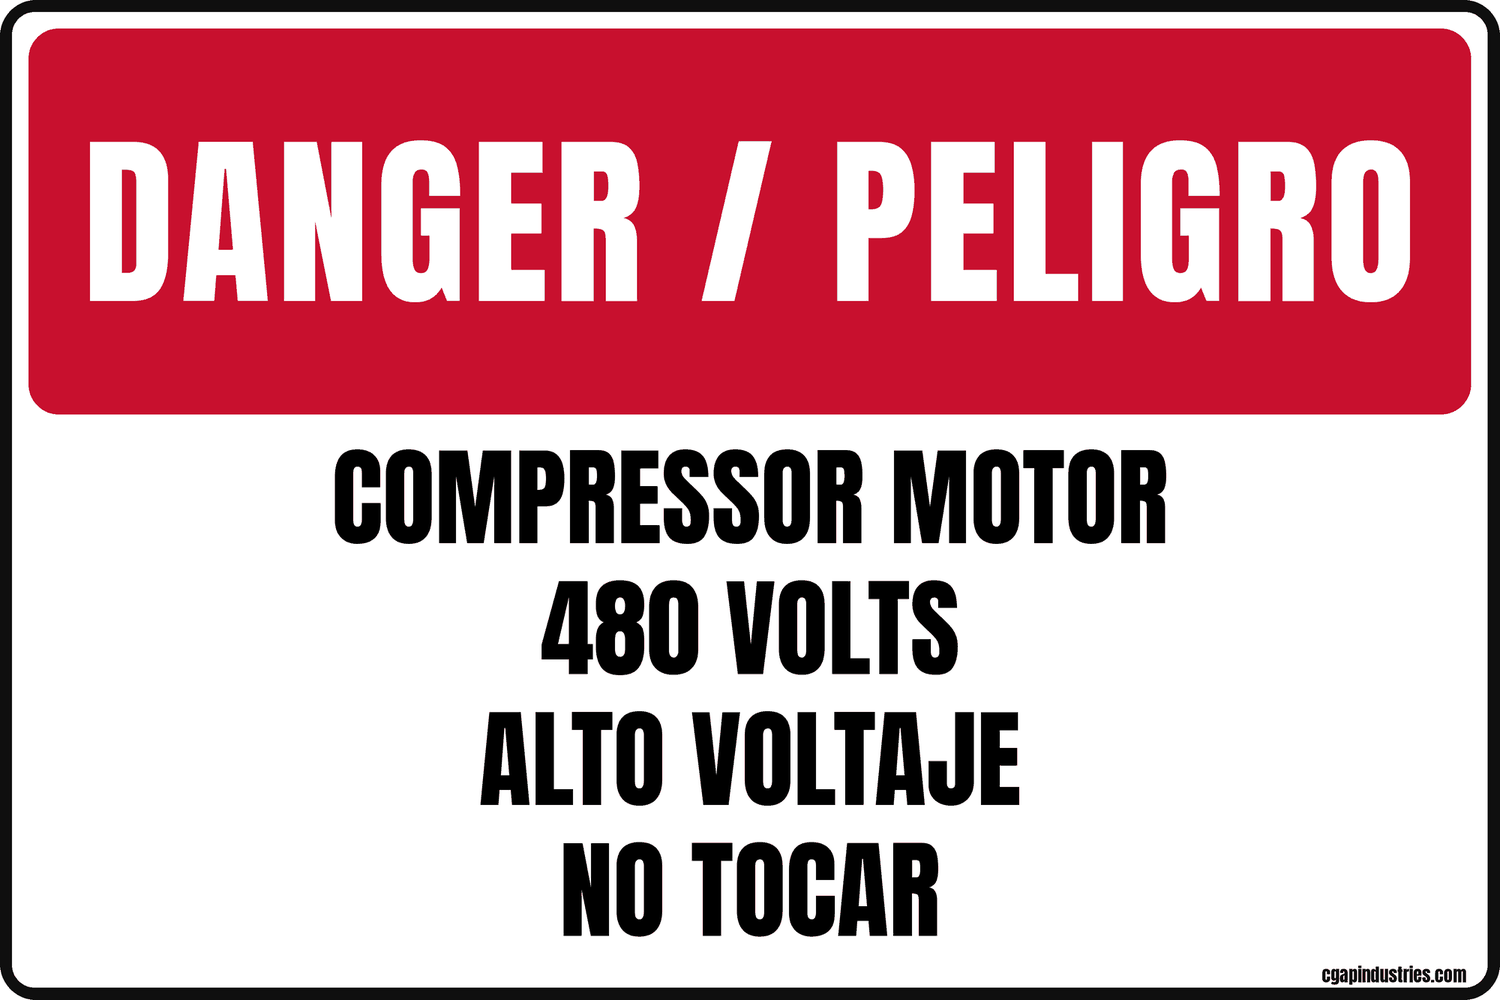 DANGER / PELIGRO
COMPRESSOR MOTOR
480 VOLTS
ALTO VOLTAJE
NO TOCAR
cgapindustries.com